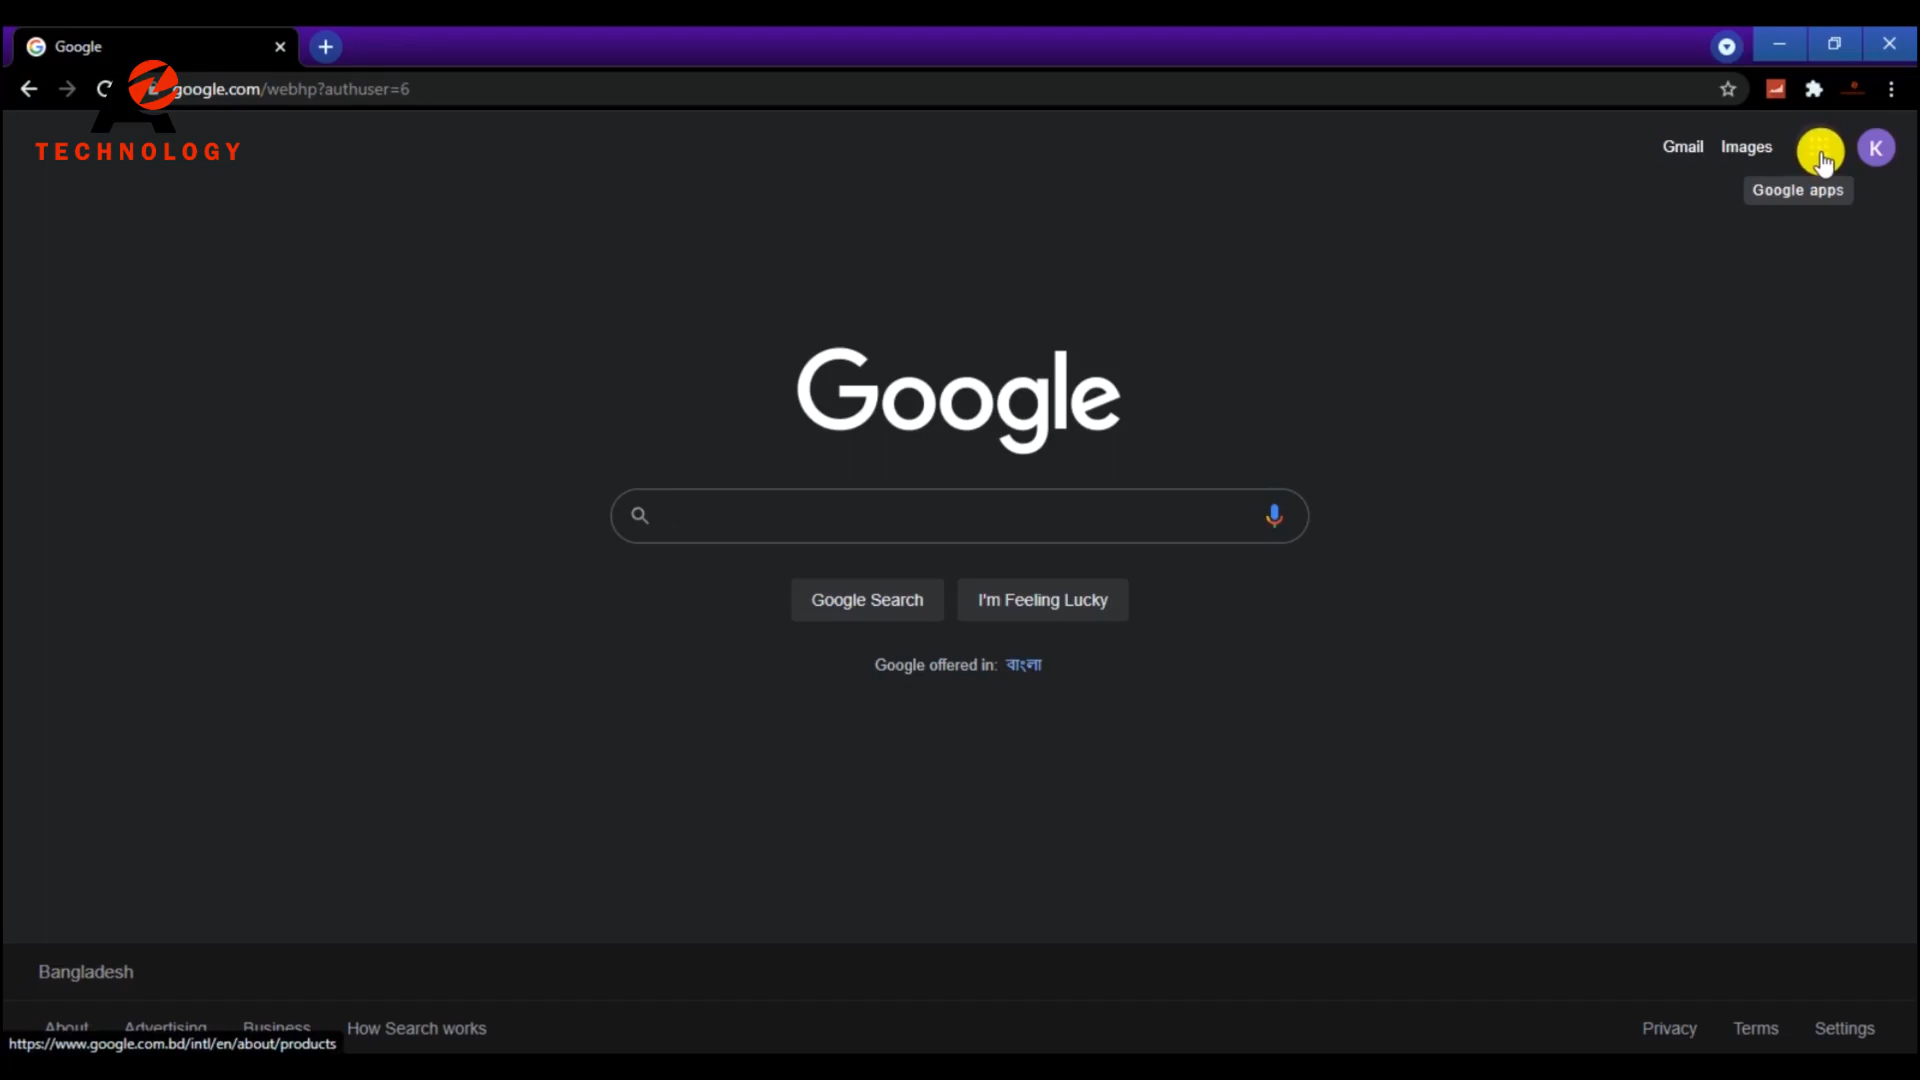 Google
google.com/webhp?authuser=6
TECHNOLOGY
Gmail Images
K
Google apps
Google
Google Search I'm Feeling Lucky
Google offered in: বাংলা
Bangladesh
About Advertising Business How Search works Privacy Terms Settings
https://www.google.com.bd/intl/en/about/products